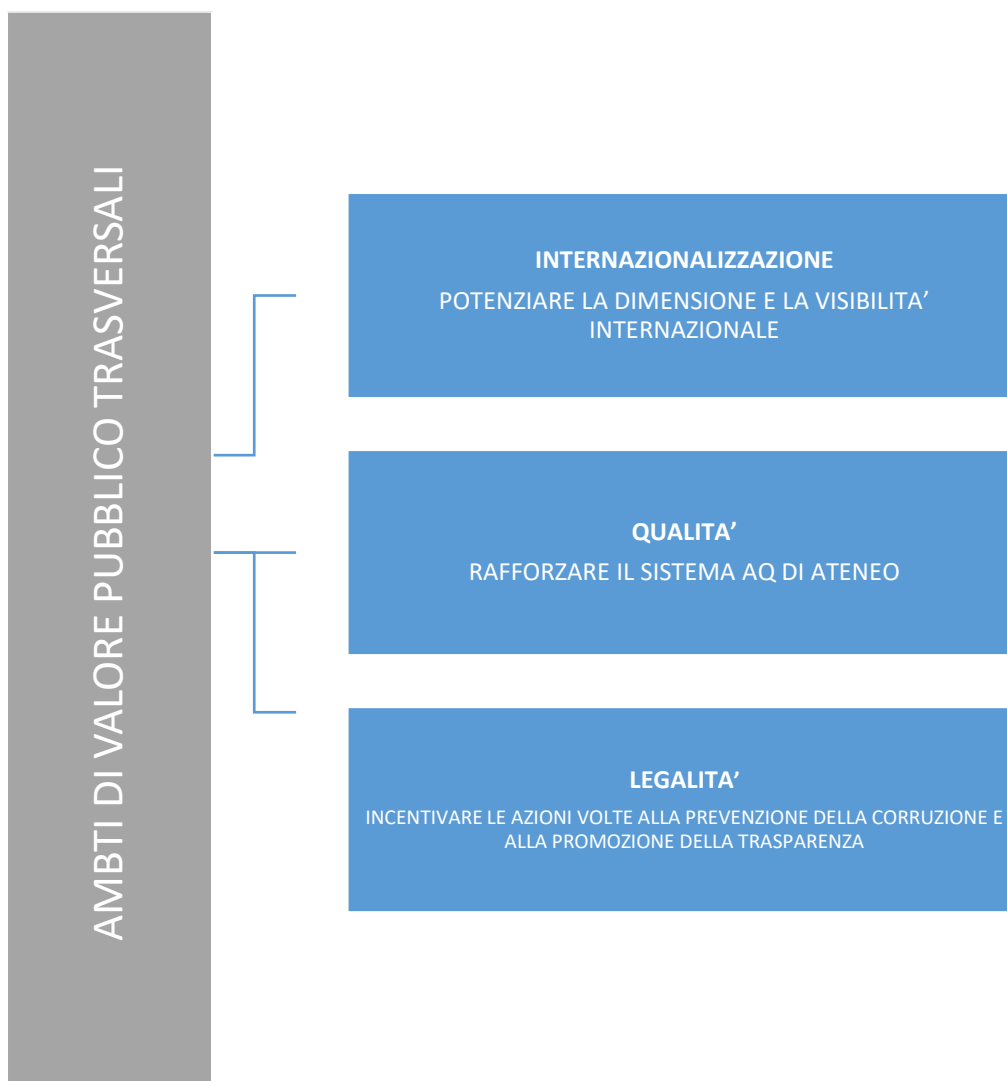 AMBTI DI VALORE PUBBLICO TRASVERSALI
INTERNAZIONALIZZAZIONE
POTENZIARE LA DIMENSIONE E LA VISIBILITA’
INTERNAZIONALE
QUALITA’
RAFFORZARE IL SISTEMA AQ DI ATENEO
LEGALITA’
INCENTIVARE LE AZIONI VOLTE ALLA PREVENZIONE DELLA CORRUZIONE E
ALLA PROMOZIONE DELLA TRASPARENZA